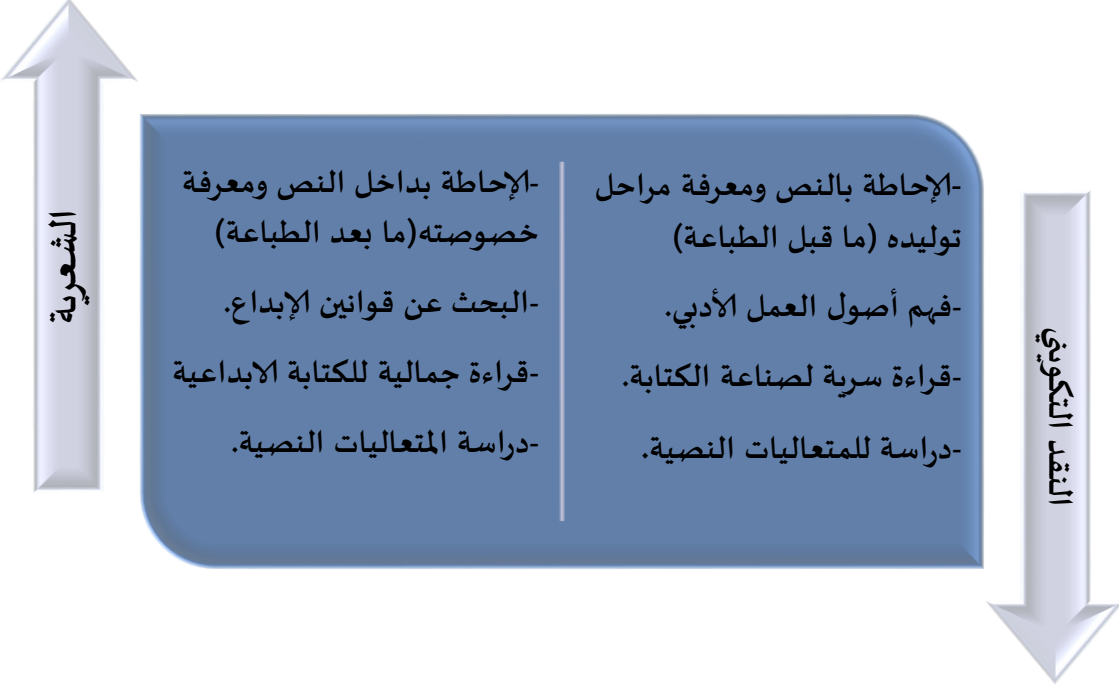 النقد التكويني
-الإحاطة بالنص ومعرفة مراحل
توليده (ما قبل الطباعة)
-فهم أصول العمل الأدبي.
-قراءة سرية لصناعة الكتابة.
-دراسة للمتعاليات النصية.
-الإحاطة بداخل النص ومعرفة
خصوصته(ما بعد الطباعة)
-البحث عن قوانين الإبداع.
-قراءة جمالية للكتابة الابداعية
-دراسة المتعاليات النصية.
الشعرية